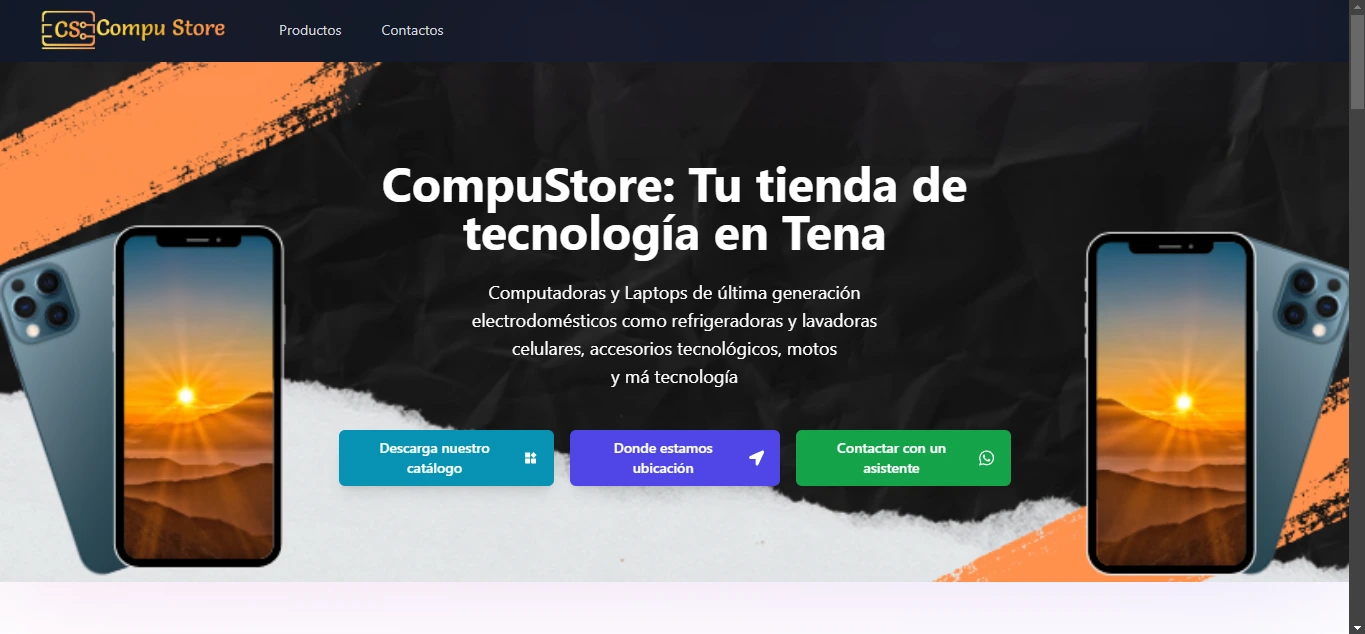 CS Compu Store
Productos
Contactos
CompuStore: Tu tienda de
tecnología en Tena
Computadoras y Laptops de última generación
electrodomésticos como refrigeradoras y lavadoras
celulares, accesorios tecnológicos, motos
y má tecnología
Descarga nuestro
catálogo
Donde estamos
ubicación
Contactar con un
asistente